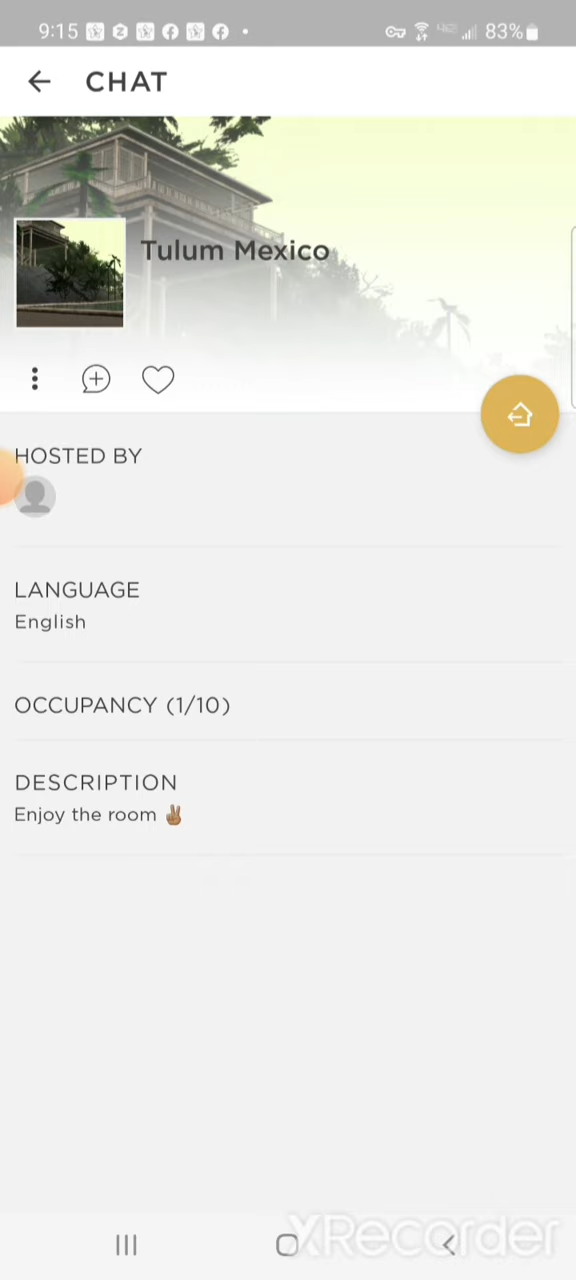 9:15 83%
CHAT
Tulum Mexico
HOSTED BY
LANGUAGE
English
OCCUPANCY (1/10)
DESCRIPTION
Enjoy the room ✌🏽
XRecorder